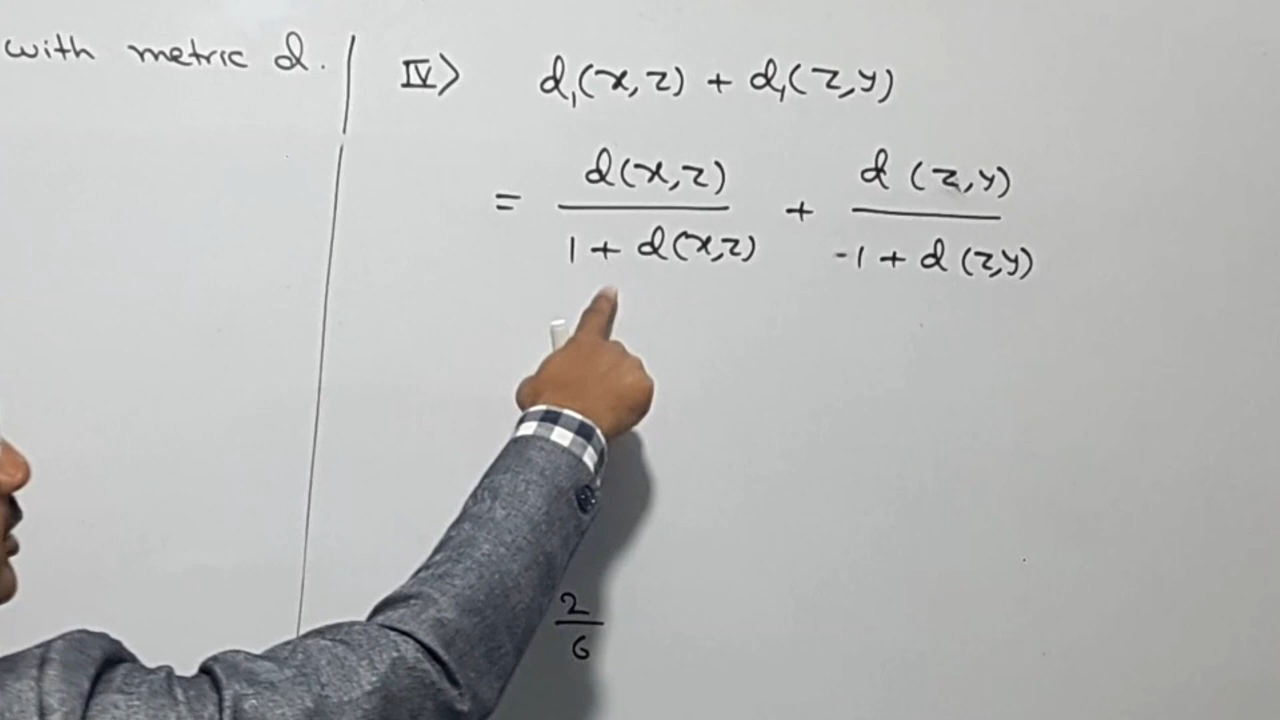 with metric d.
IV> d₁(x,z) + d₁(z,y)
= d(x,z) / 1 + d(x,z) + d(z,y) / -1 + d(z,y)
2/6